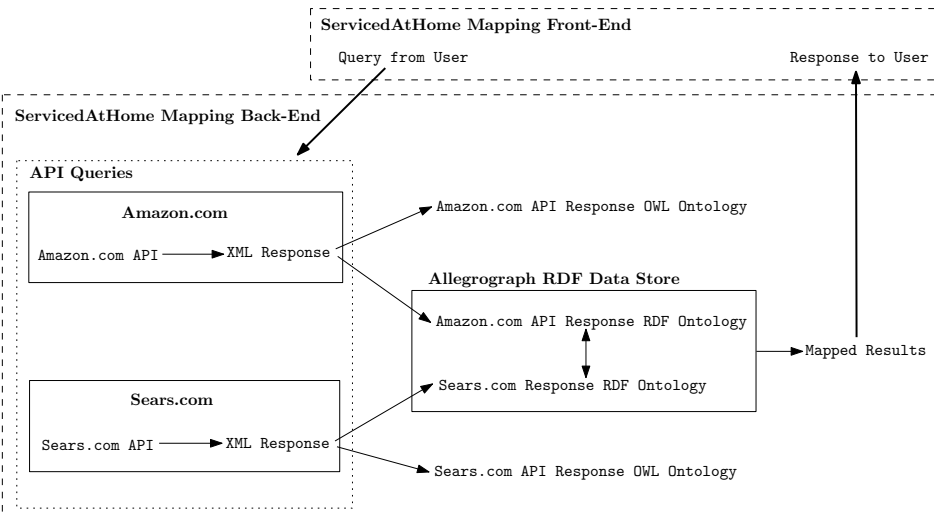 ServicedAtHome Mapping Front-End
Query from User
Response to User
ServicedAtHome Mapping Back-End
API Queries
Amazon.com
Amazon.com API
XML Response
Amazon.com API Response OWL Ontology
Allegrograph RDF Data Store
Amazon.com API Response RDF Ontology
Mapped Results
Sears.com Response RDF Ontology
Sears.com
Sears.com API
XML Response
Sears.com API Response OWL Ontology